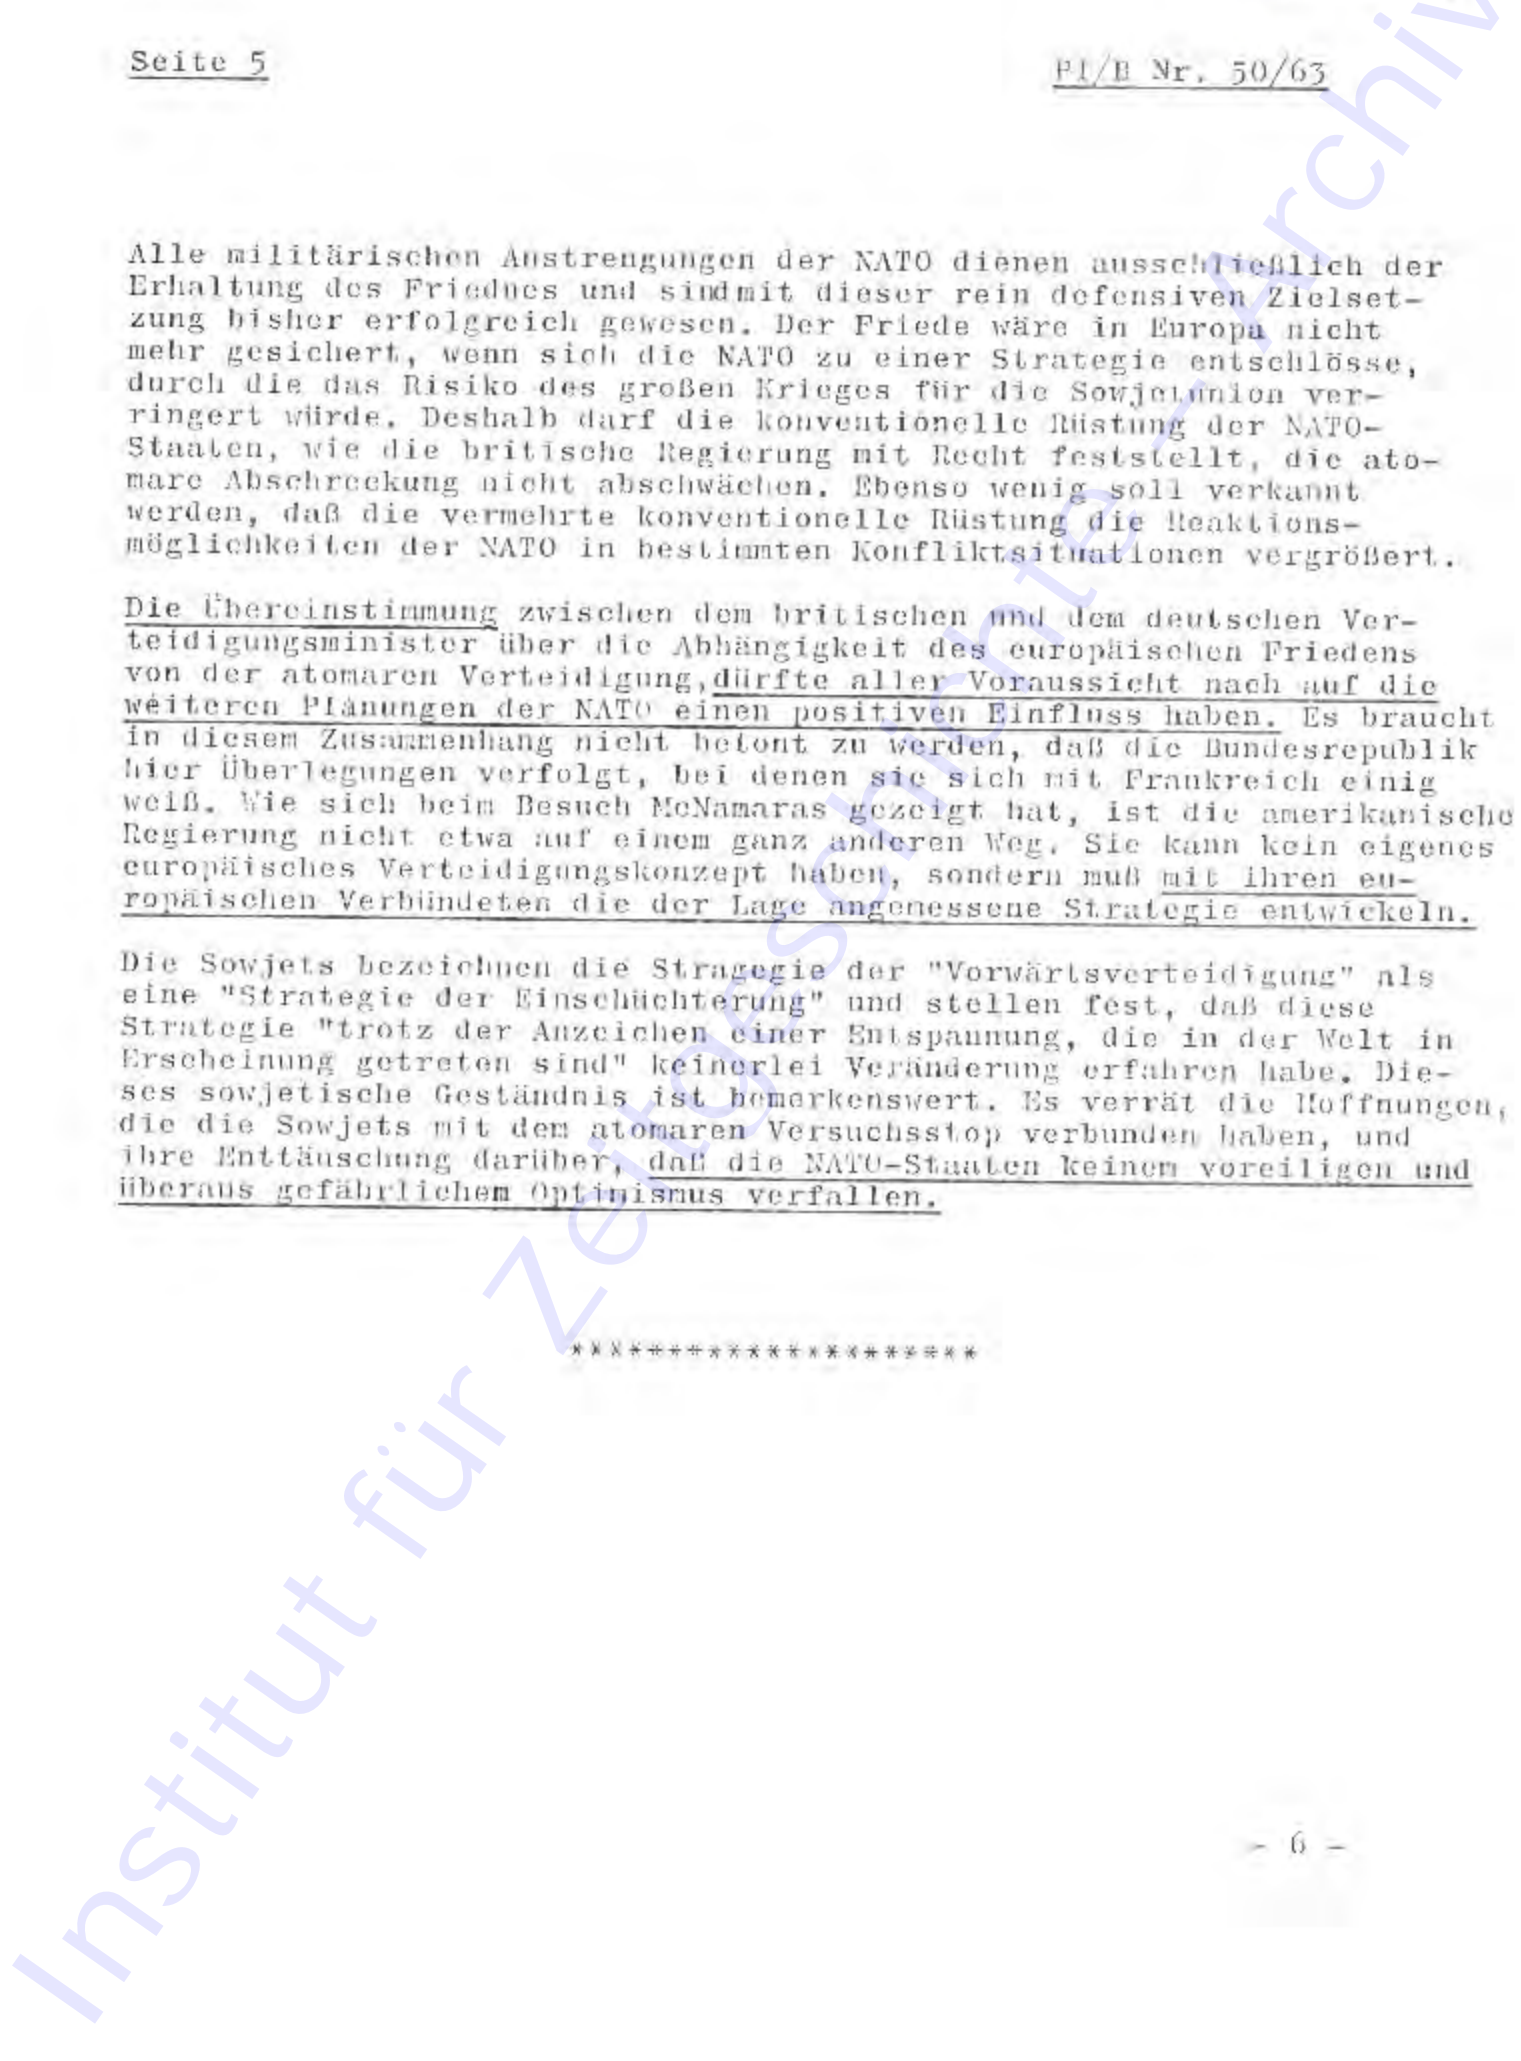 Seite 5
PI/B Nr. 50/63
Alle militärischen Anstrengungen der NATO dienen ausschließlich der
Erhaltung des Friednes und sindmit dieser rein defensiven Zielset-
zung bisher erfolgreich gewesen. Der Friede wäre in Europa nicht
mehr gesichert, wenn sich die NATO zu einer Strategie entschlösse,
durch die das Risiko des großen Krieges für die Sowjetunion ver-
ringert würde. Deshalb darf die konventionelle Rüstung der NATO-
Staaten, wie die britische Regierung mit Recht feststellt, die ato-
mare Abschreckung nicht abschwächen. Ebenso wenig soll verkannt
werden, daß die vermehrte konventionelle Rüstung die Reaktions-
möglichkeiten der NATO in bestimmten Konfliktsituationen vergrößert.
Die Übereinstimmung zwischen dem britischen und dem deutschen Ver-
teidigungsminister über die Abhängigkeit des europäischen Friedens
von der atomaren Verteidigung,dürfte aller Voraussicht nach auf die
weiteren Planungen der NATO einen positiven Einfluss haben. Es braucht
in diesem Zusammenhang nicht betont zu werden, daß die Bundesrepublik
hier Überlegungen verfolgt, bei denen sie sich mit Frankreich einig
weiß. Wie sich beim Besuch McNamaras gezeigt hat, ist die amerikanische
Regierung nicht etwa auf einem ganz anderen Weg. Sie kann kein eigenes
europäisches Verteidigungskonzept haben, sondern muß mit ihren eu-
ropäischen Verbündeten die der Lage angemessene Strategie entwickeln.
Die Sowjets bezeichnen die Stragegie der "Vorwärtsverteidigung" als
eine "Strategie der Einschüchterung" und stellen fest, daß diese
Strategie "trotz der Anzeichen einer Entspannung, die in der Welt in
Erscheinung getreten sind" keinerlei Veränderung erfahren habe. Die-
ses sowjetische Geständnis ist bemerkenswert. Es verrät die Hoffnungen,
die die Sowjets mit dem atomaren Versuchsstop verbunden haben, und
ihre Enttäuschung darüber, daß die NATO-Staaten keinem voreiligen und
überaus gefährlichem Optimismus verfallen.
*********************
- 6 -
Institut für Zeitgeschichte - Archiv